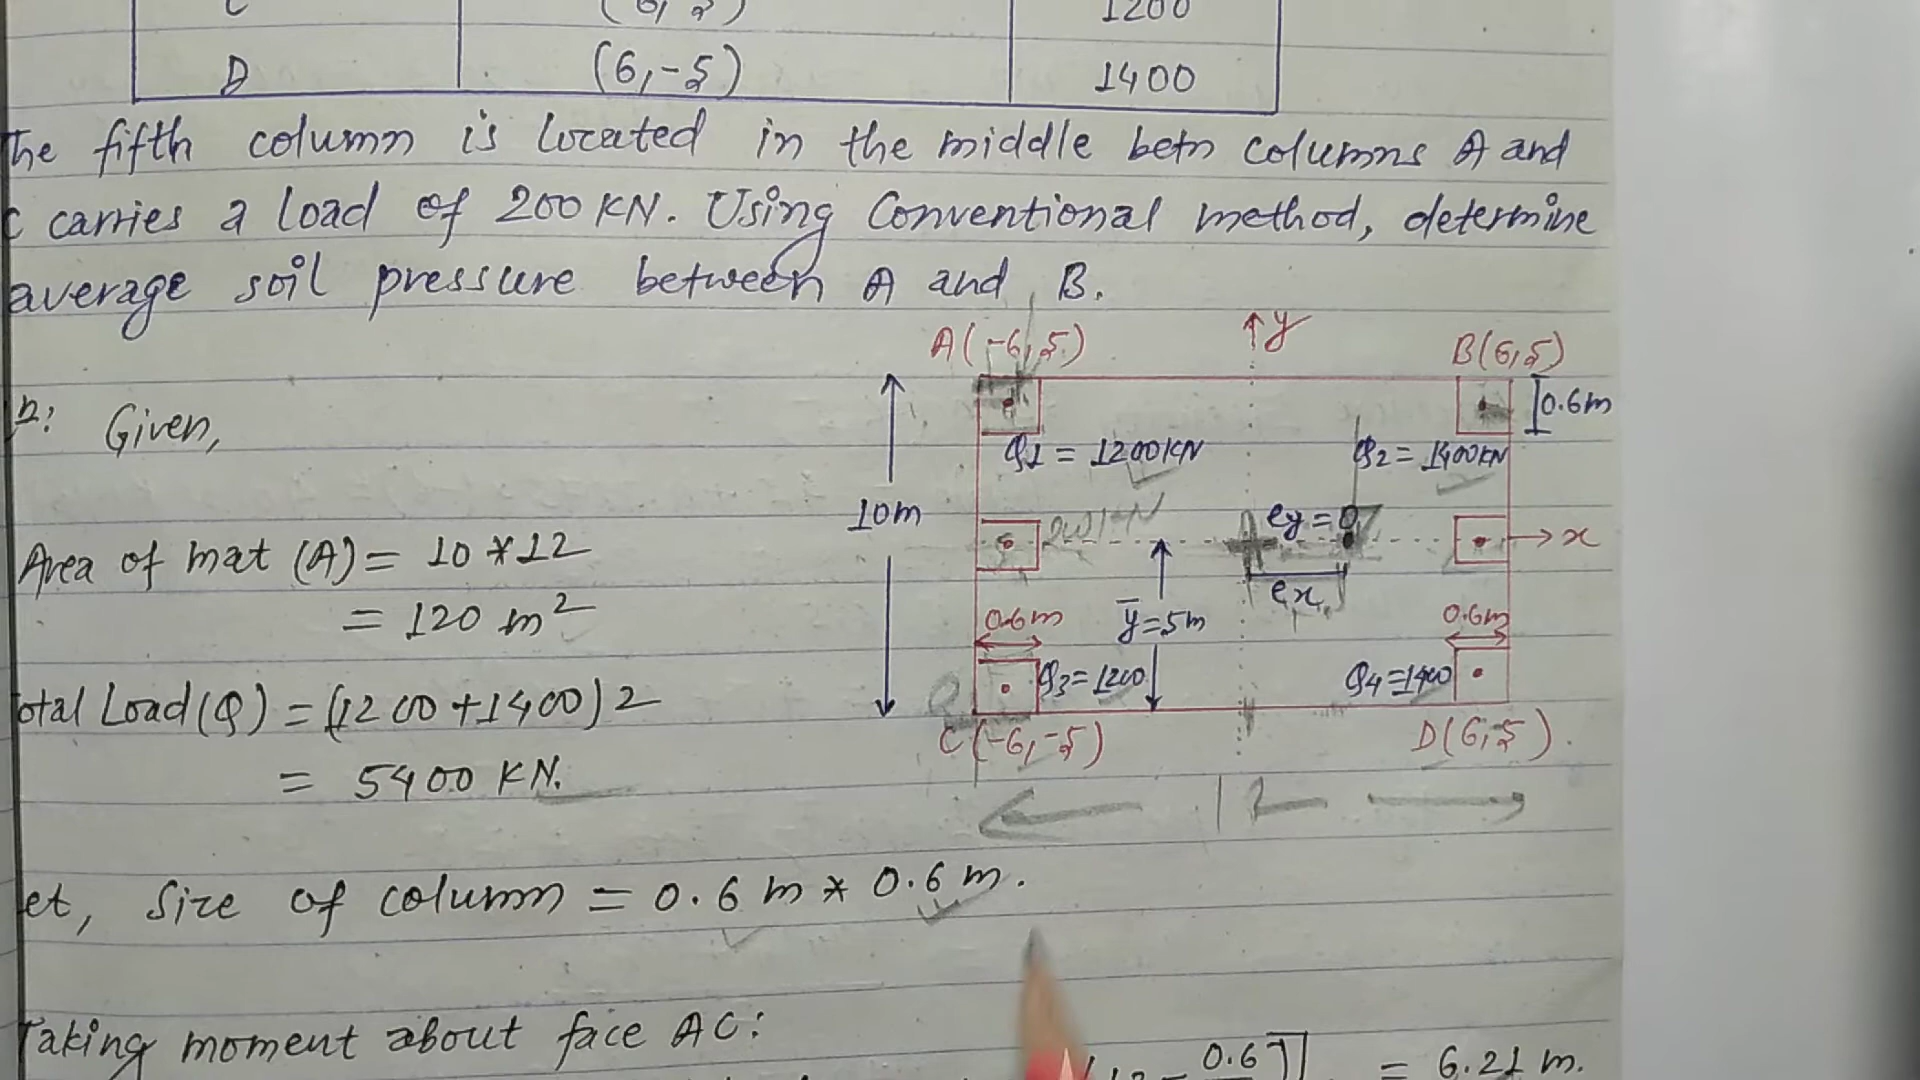 1200
D (6,-5) 1400
The fifth column is located in the middle betn columns A and
C carries a load of 200 KN. Using Conventional method, determine
average soil pressure between A and B.
A(-6,5) y B(6,5)
Given,
0.6m
Q1 = 1200KN Q2 = 1400KN
10m
ey = 0
x
Area of mat (A) = 10 * 12
= 120 m2
ex
0.6m ȳ=5m 0.6m
Q3=1200 Q4=1400
Total Load (Q) = (1200+1400)2
C(-6,-5) D(6,-5).
= 5400 KN.
12
Let, Size of column = 0.6 m * 0.6 m.
Taking moment about face AC:
0.6 = 6.21 m.